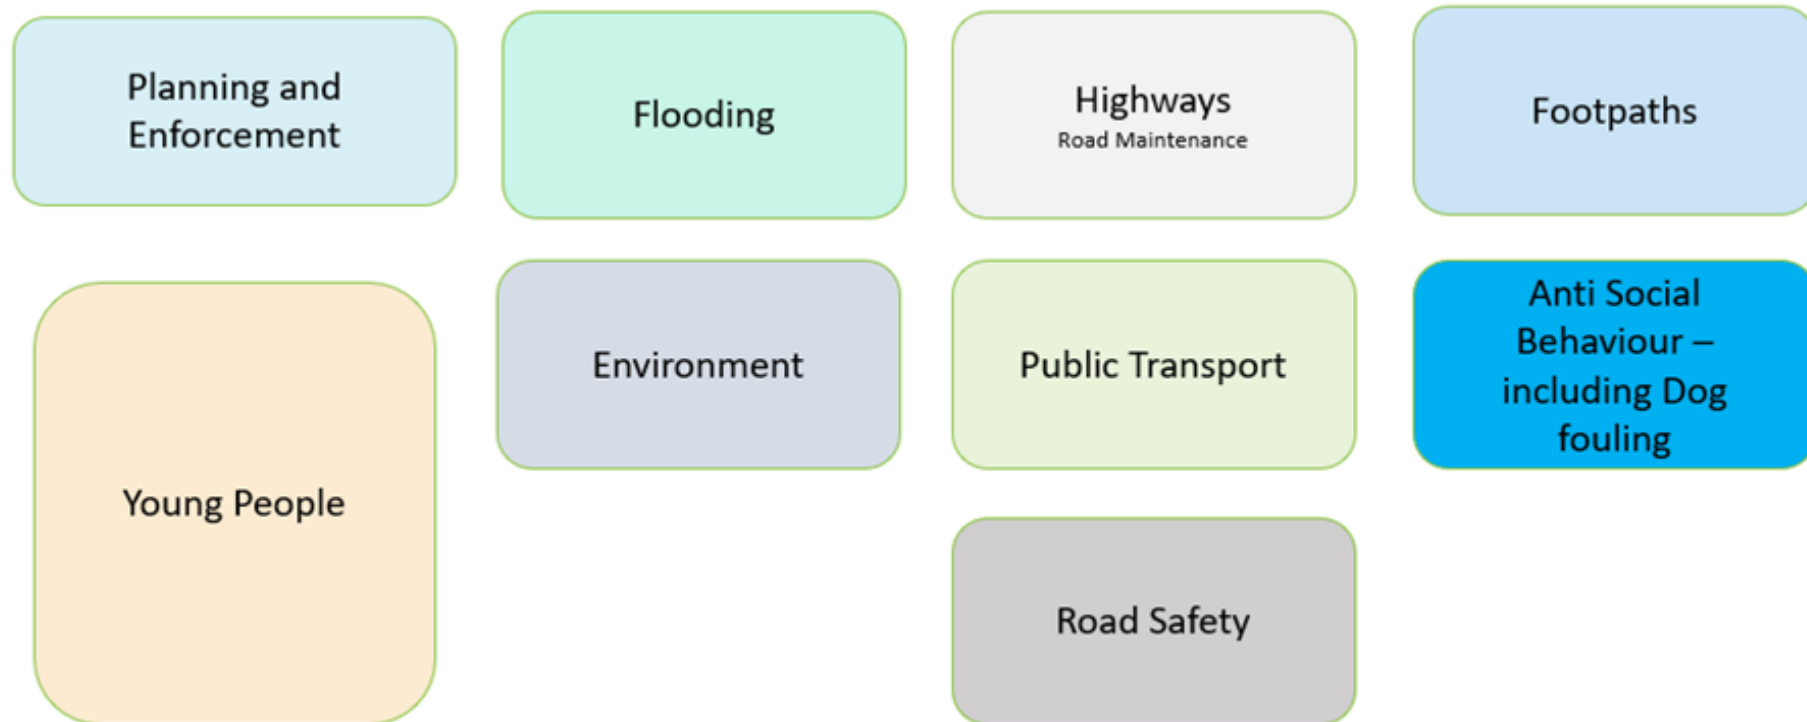 Planning and
Enforcement
Flooding
Highways
Road Maintenance
Footpaths
Young People
Environment
Public Transport
Anti Social
Behaviour –
including Dog
fouling
Road Safety